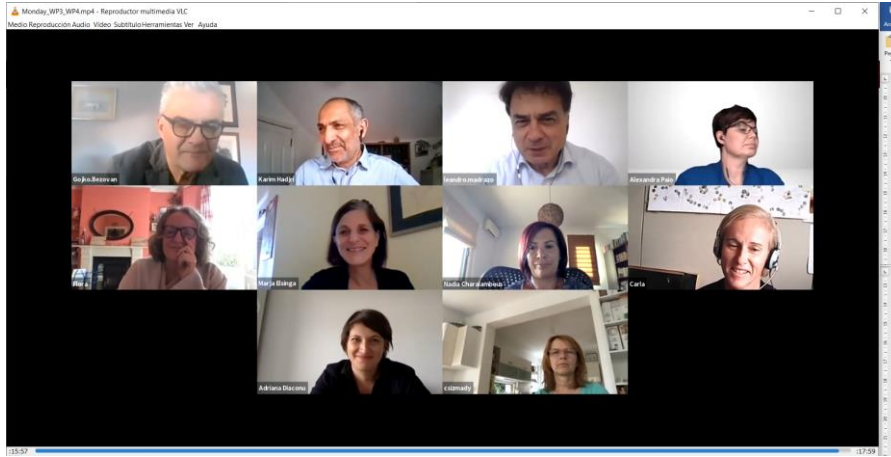 Monday_WP3_WP4.mp4 - Reproductor multimedia VLC
Medio Reproducción Audio Vídeo Subtítulo Herramientas Ver Ayuda
Gojko.Bezovan
Karim Hadjri
leandro.madrazo
Alexandra Paio
Flora
Marja Elsinga
Nadia Charalambous
Carla
Adriana Diaconu
csizmady
:15:57
:17:59